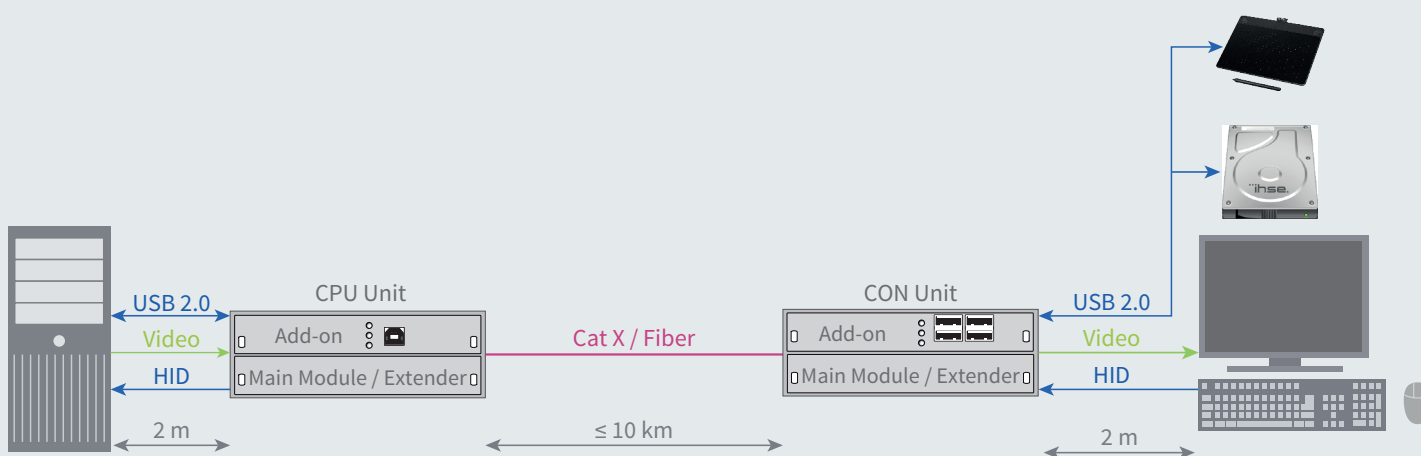 ihse.
CPU Unit
CON Unit
USB 2.0
USB 2.0
Add-on
Add-on
Video
Cat X / Fiber
Video
HID
Main Module / Extender
Main Module / Extender
HID
2 m
≤ 10 km
2 m